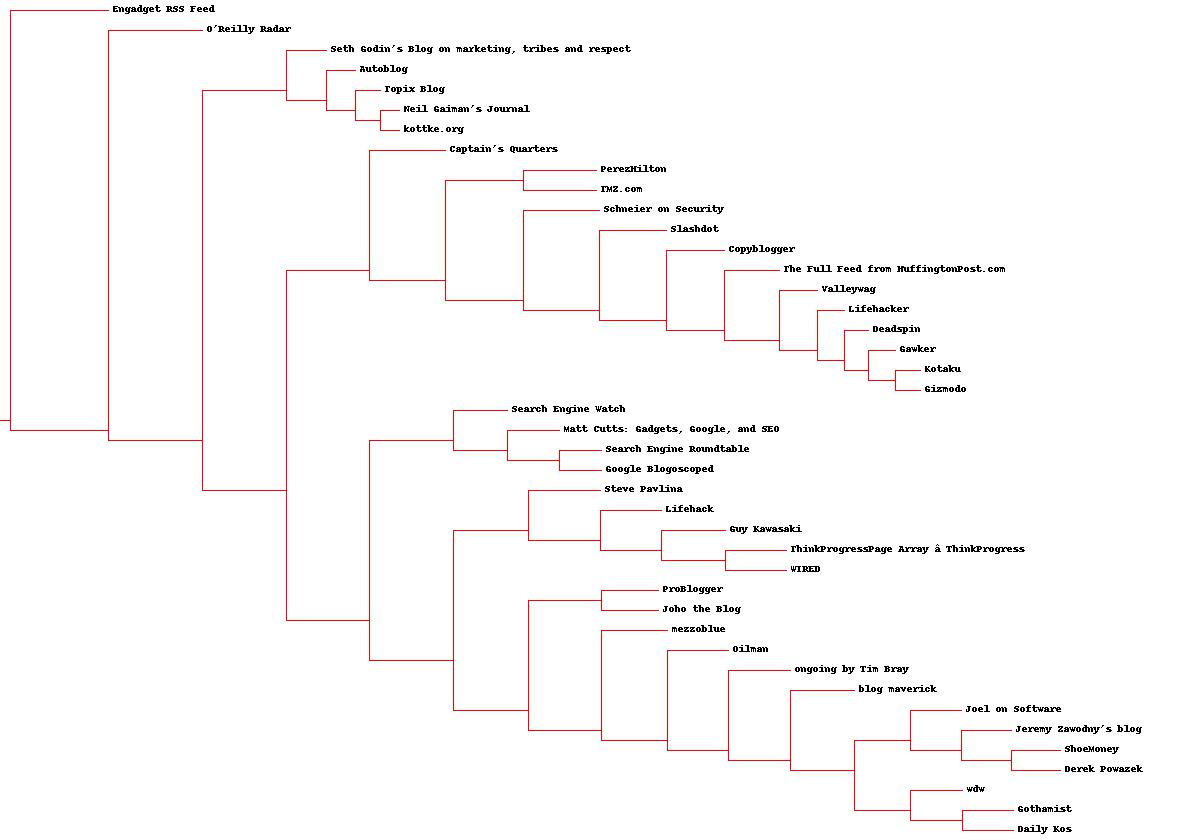 Engadget RSS Feed
O'Reilly Radar
Seth Godin's Blog on marketing, tribes and respect
Autoblog
Topix Blog
Neil Gaiman's Journal
kottke.org
Captain's Quarters
PerezHilton
TMZ.com
Schneier on Security
Slashdot
Copyblogger
The Full Feed from HuffingtonPost.com
Valleywag
Lifehacker
Deadspin
Gawker
Kotaku
Gizmodo
Search Engine Watch
Matt Cutts: Gadgets, Google, and SEO
Search Engine Roundtable
Google Blogoscoped
Steve Pavlina
Lifehack
Guy Kawasaki
ThinkProgressPage Array â ThinkProgress
WIRED
ProBlogger
Joho the Blog
mezzoblue
Oilman
ongoing by Tim Bray
blog maverick
Joel on Software
Jeremy Zawodny's blog
ShoeMoney
Derek Powazek
wdw
Gothamist
Daily Kos